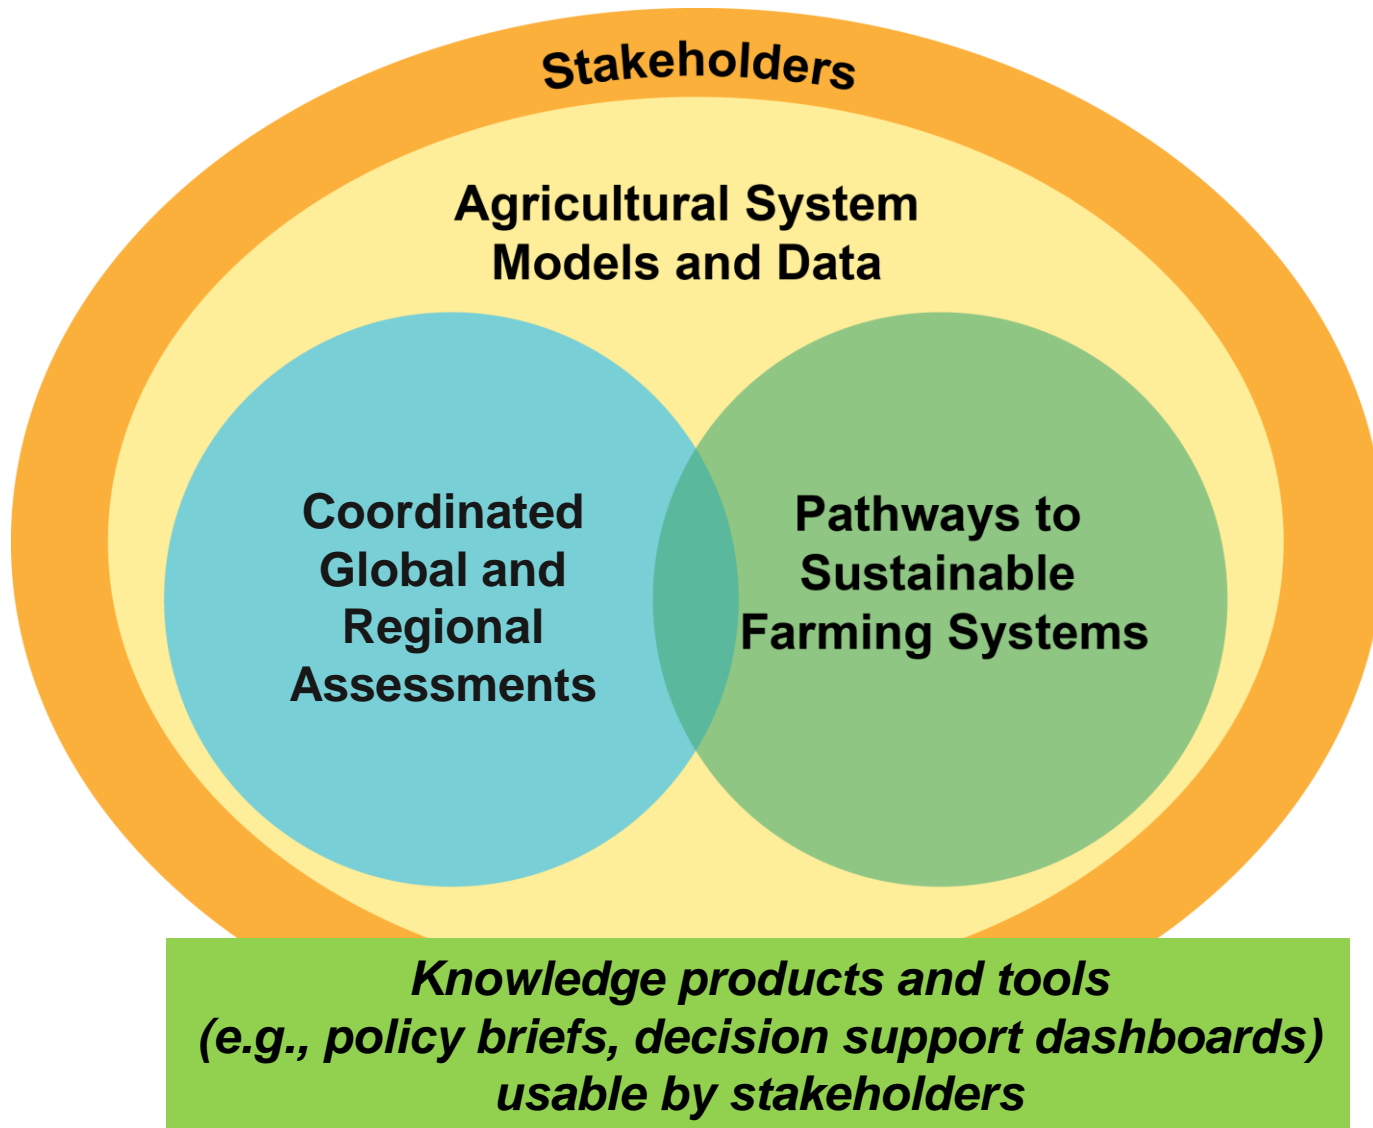 Stakeholders
Agricultural System
Models and Data
Coordinated
Global and
Regional
Assessments
Pathways to
Sustainable
Farming Systems
Knowledge products and tools
(e.g., policy briefs, decision support dashboards)
usable by stakeholders